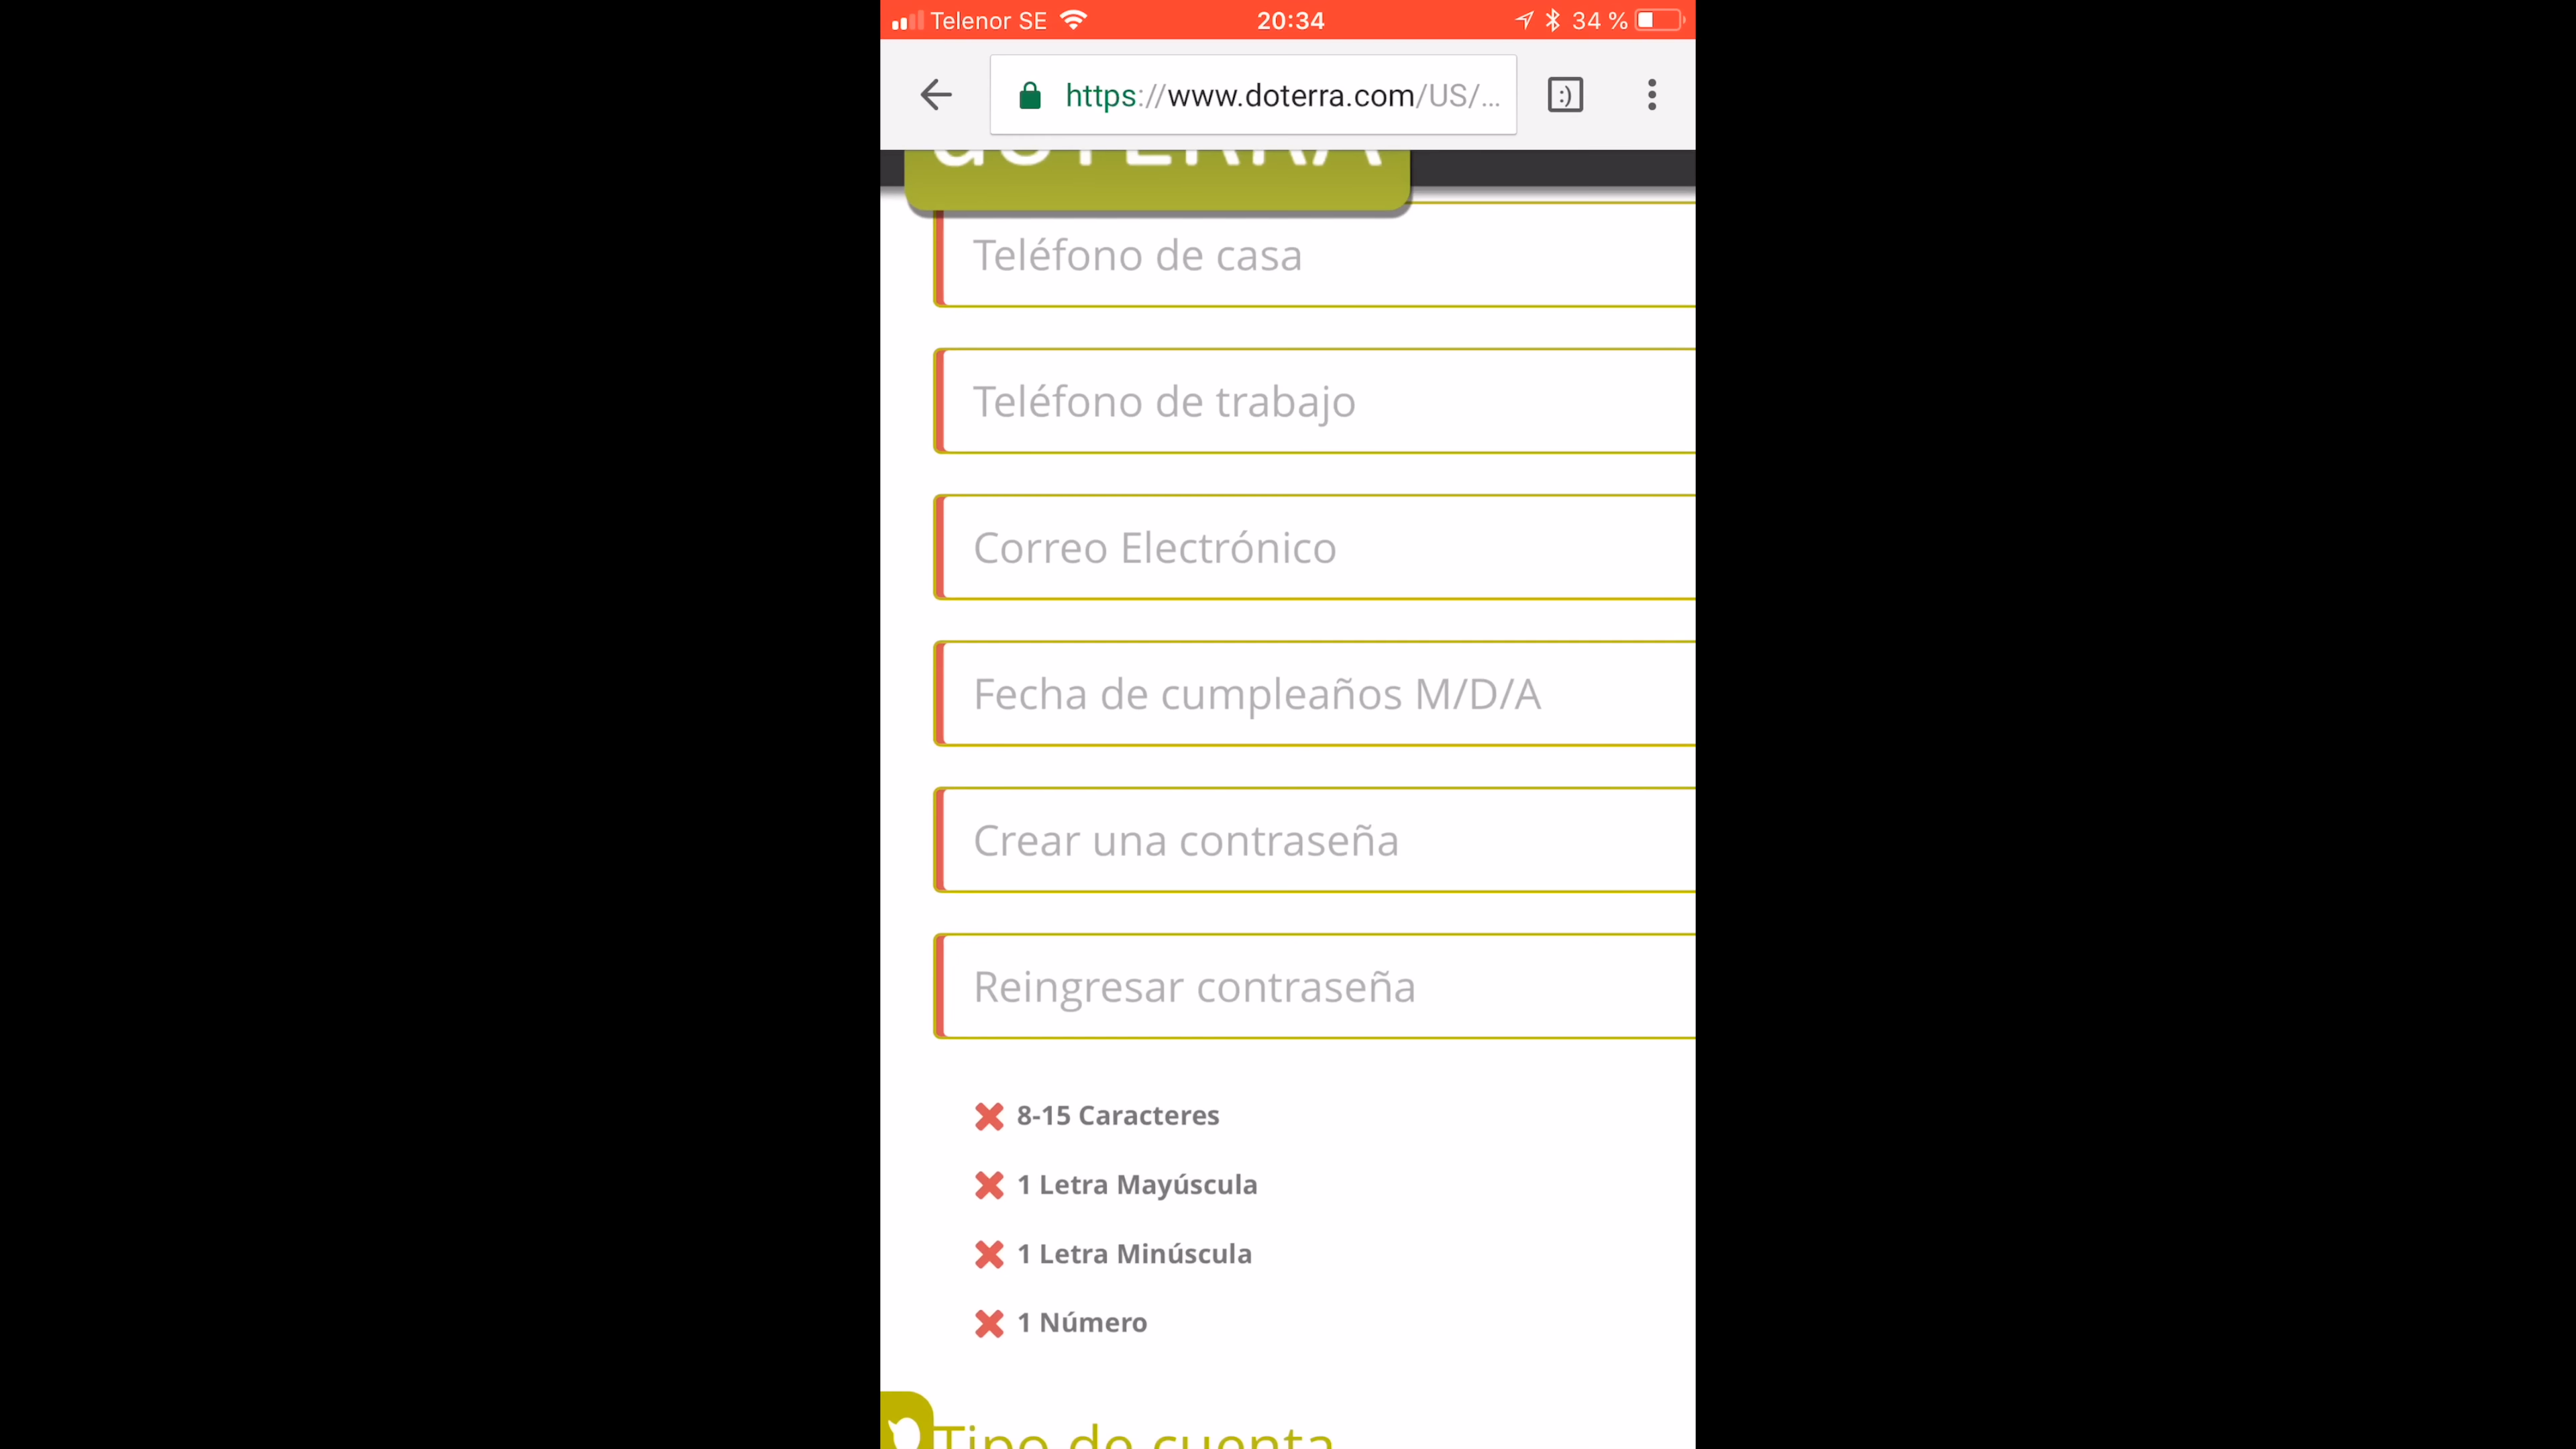 Telenor SE
20:34
34 %
https://www.doterra.com/US/...
:)
dōTERRA
Teléfono de casa
Teléfono de trabajo
Correo Electrónico
Fecha de cumpleaños M/D/A
Crear una contraseña
Reingresar contraseña
8-15 Caracteres
1 Letra Mayúscula
1 Letra Minúscula
1 Número
Tipo de cuenta